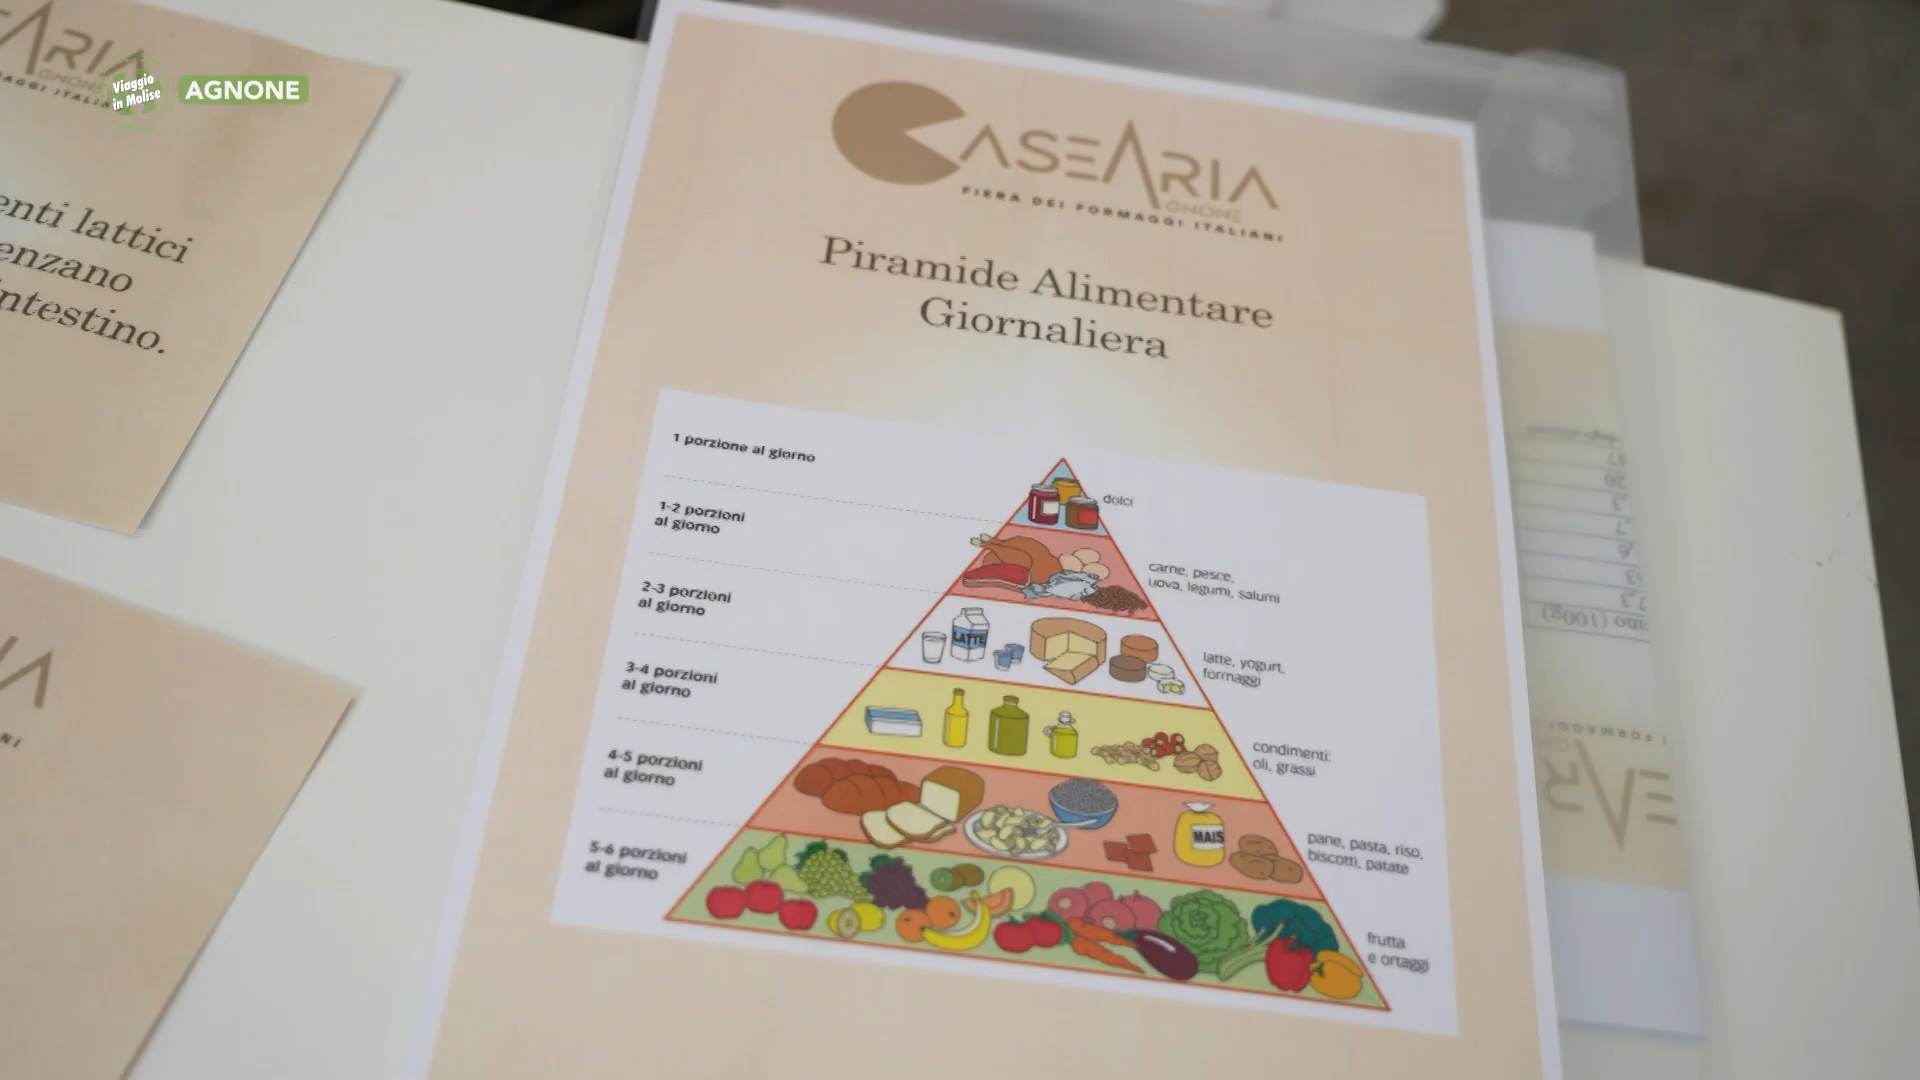 Viaggio
in Molise
AGNONE
CASEARIA
AGNONE
FIERA DEI FORMAGGI ITALIANI
Piramide Alimentare
Giornaliera
1 porzione al giorno
dolci
1-2 porzioni
al giorno
carne, pesce,
uova, legumi, salumi
2-3 porzioni
al giorno
LATTE
latte, yogurt,
formaggi
3-4 porzioni
al giorno
condimenti:
oli, grassi
4-5 porzioni
al giorno
MAIS
pane, pasta, riso,
biscotti, patate
5-6 porzioni
al giorno
frutta
e ortaggi
enti lattici
enzano
intestino.